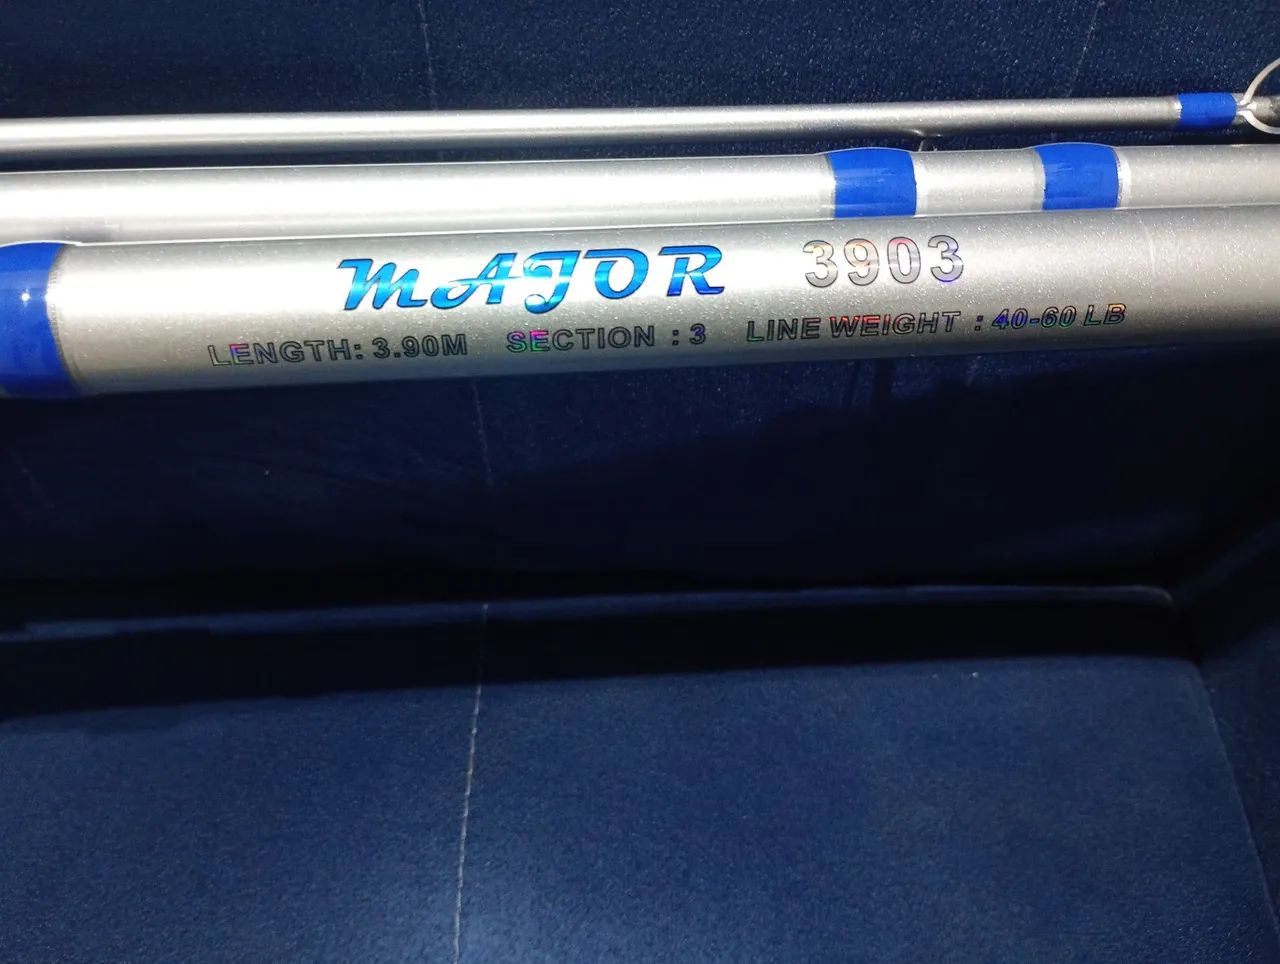 MAJOR 3903
LENGTH: 3.90M SECTION : 3 LINE WEIGHT : 40-60 LB